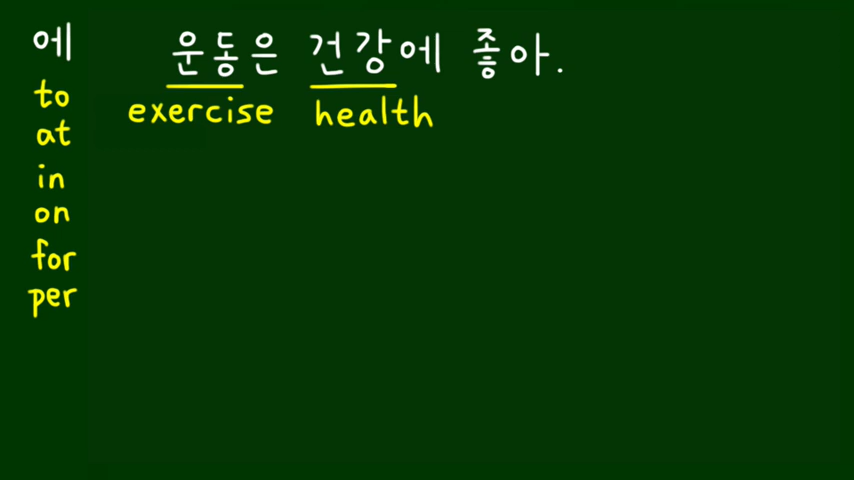 에
to
at
in
on
for
per
운동은 건강에 좋아.
exercise health